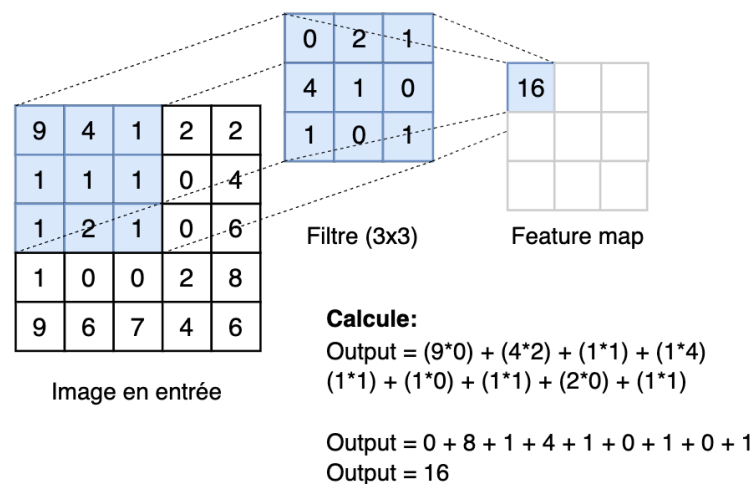 0 2 1
4 1 0
1 0 1
16
9 4 1 2 2
1 1 1 0 4
1 2 1 0 6
1 0 0 2 8
9 6 7 4 6
Filtre (3x3)
Feature map
Image en entrée
Calcule:
Output = (9*0) + (4*2) + (1*1) + (1*4)
(1*1) + (1*0) + (1*1) + (2*0) + (1*1)
Output = 0 + 8 + 1 + 4 + 1 + 0 + 1 + 0 + 1
Output = 16